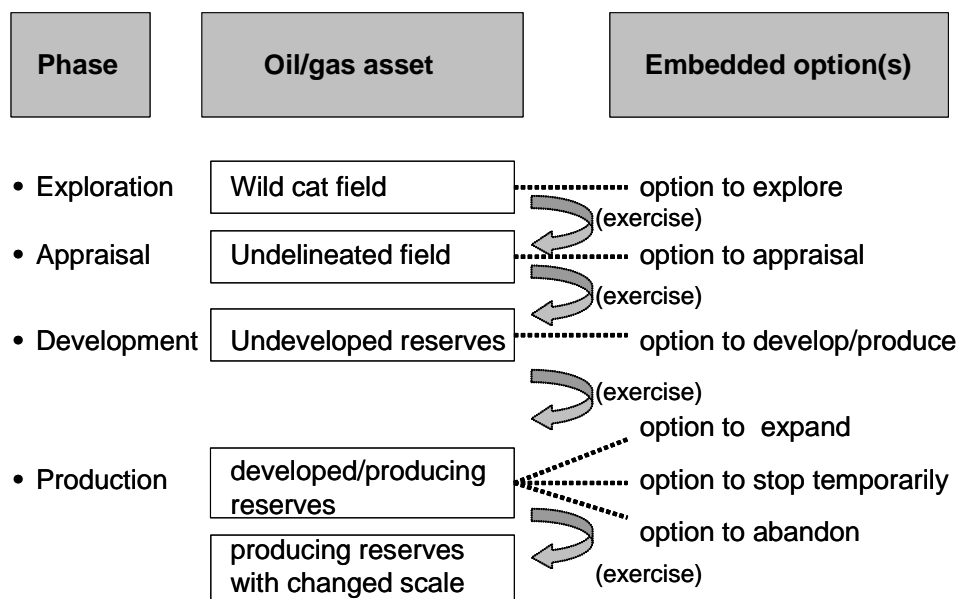 Phase Oil/gas asset Embedded option(s)
• Exploration Wild cat field option to explore
(exercise)
• Appraisal Undelineated field option to appraisal
(exercise)
• Development Undeveloped reserves option to develop/produce
(exercise)
option to expand
• Production developed/producing reserves option to stop temporarily
option to abandon
producing reserves with changed scale (exercise)